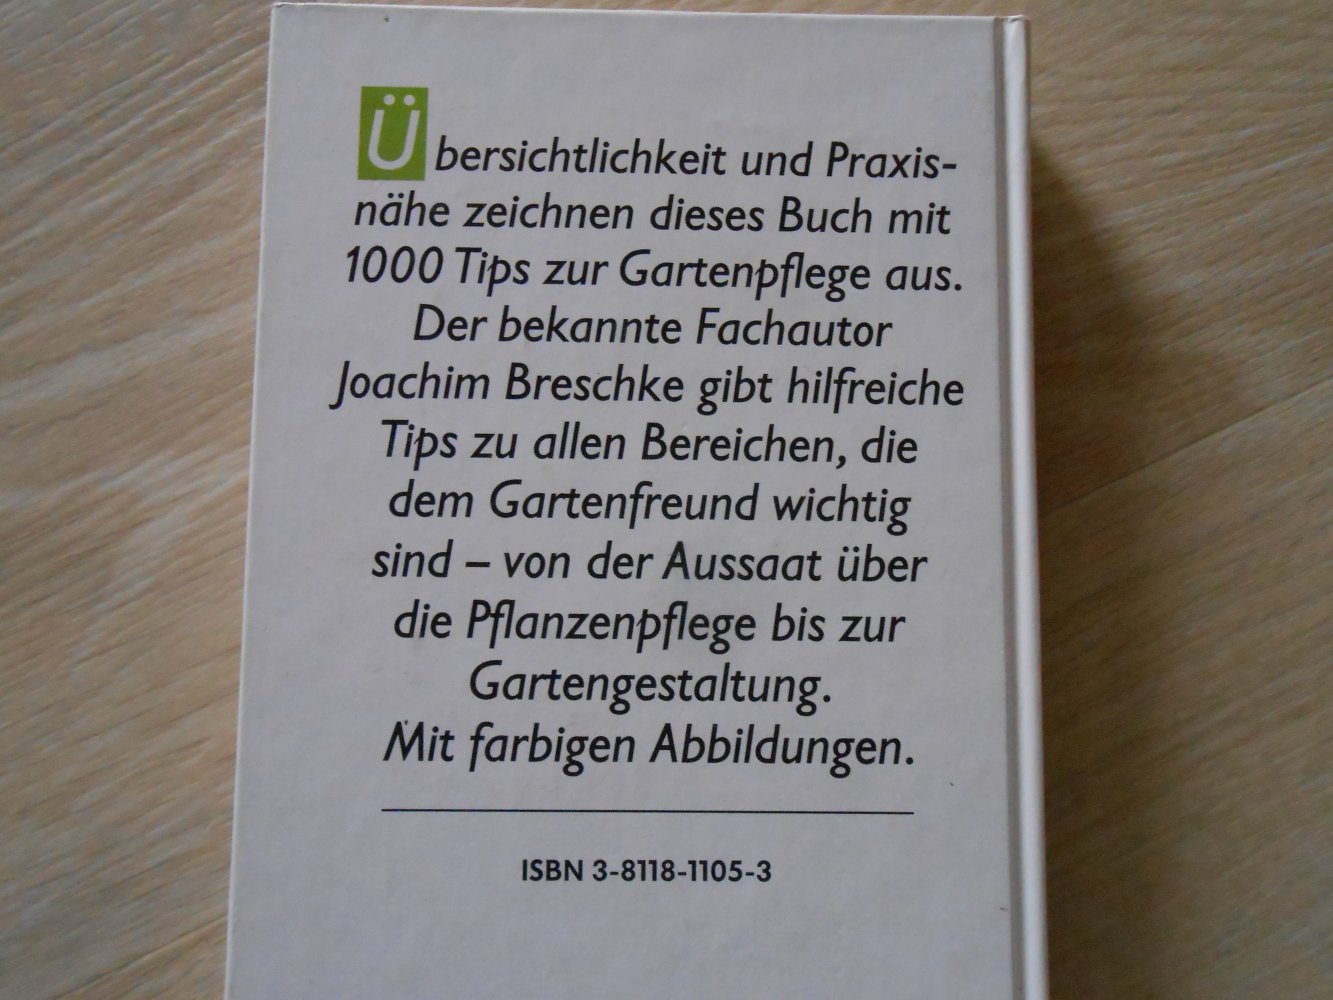 Übersichtlichkeit und Praxis-
nähe zeichnen dieses Buch mit
1000 Tips zur Gartenpflege aus.
Der bekannte Fachautor
Joachim Breschke gibt hilfreiche
Tips zu allen Bereichen, die
dem Gartenfreund wichtig
sind – von der Aussaat über
die Pflanzenpflege bis zur
Gartengestaltung.
Mit farbigen Abbildungen.
ISBN 3-8118-1105-3